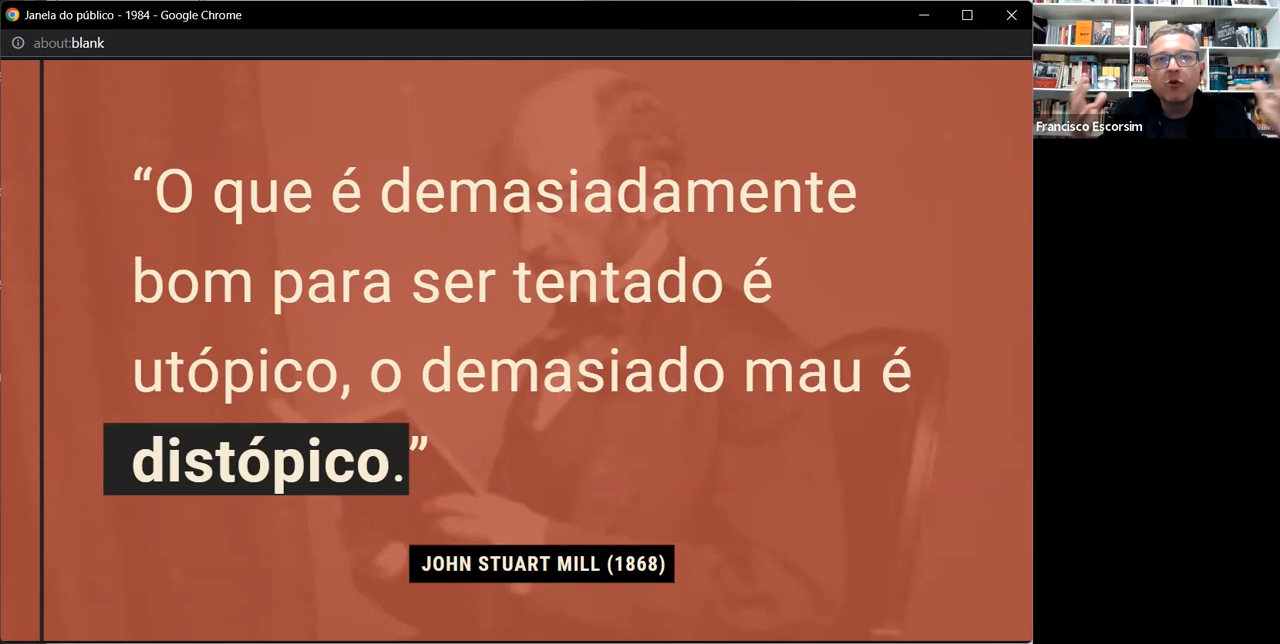 Janela do público - 1984 - Google Chrome
about:blank
“O que é demasiadamente
bom para ser tentado é
utópico, o demasiado mau é
distópico.”
JOHN STUART MILL (1868)
Francisco Escorsim